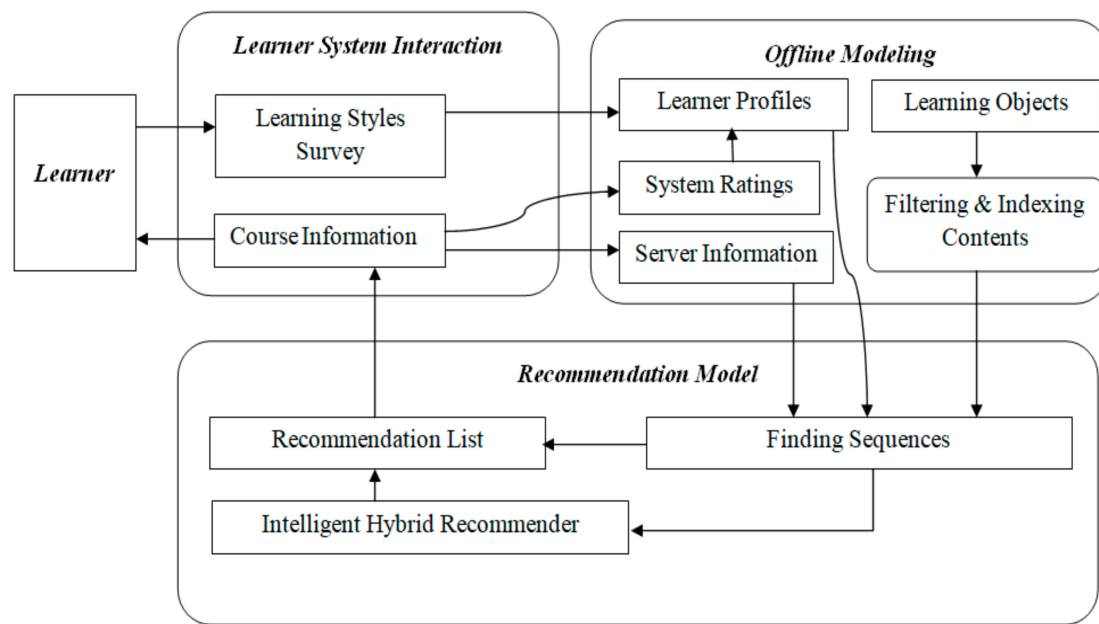 Learner System Interaction
Offline Modeling
Learner
Learning Styles
Survey
Course Information
Learner Profiles
Learning Objects
System Ratings
Filtering & Indexing
Contents
Server Information
Recommendation Model
Recommendation List
Finding Sequences
Intelligent Hybrid Recommender